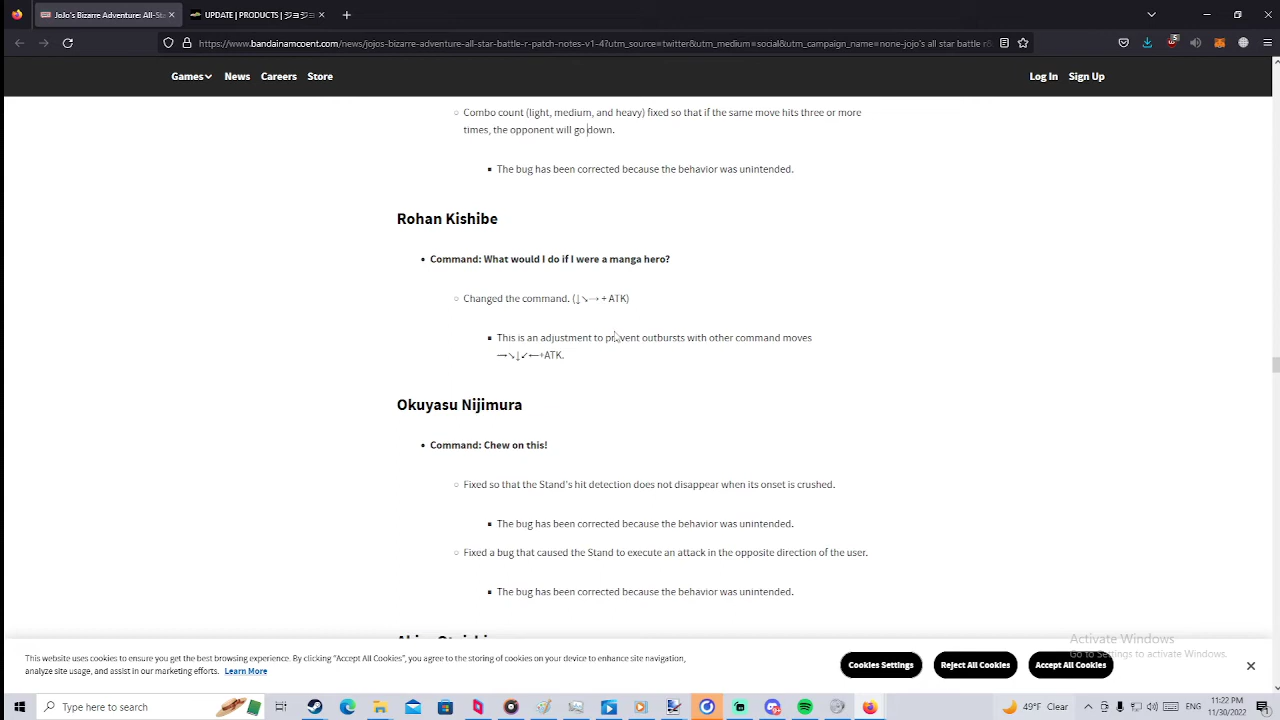 Jojo's Bizarre Adventure: All-Sta
UPDATE | PRODUCTS | ジョジ
https://www.bandainamcoent.com/news/jojos-bizarre-adventure-all-star-battle-r-patch-notes-v1-4?utm_source=twitter&utm_medium=social&utm_campaign_name=none-jojo's all star battle r&
Games
News
Careers
Store
Log In
Sign Up
Combo count (light, medium, and heavy) fixed so that if the same move hits three or more
times, the opponent will go down.
The bug has been corrected because the behavior was unintended.
Rohan Kishibe
Command: What would I do if I were a manga hero?
Changed the command. (↓↘→ + ATK)
This is an adjustment to prevent outbursts with other command moves
→↘↓↙←+ATK.
Okuyasu Nijimura
Command: Chew on this!
Fixed so that the Stand's hit detection does not disappear when its onset is crushed.
The bug has been corrected because the behavior was unintended.
Fixed a bug that caused the Stand to execute an attack in the opposite direction of the user.
The bug has been corrected because the behavior was unintended.
This website uses cookies to ensure you get the best browsing experience. By clicking "Accept All Cookies", you agree to the storing of cookies on your device to enhance site navigation,
analyze site usage, and assist in our marketing efforts. Learn More
Cookies Settings
Reject All Cookies
Accept All Cookies
Activate Windows
Go to Settings to activate Windows.
Type here to search
49°F Clear
ENG
11:22 PM
11/30/2022